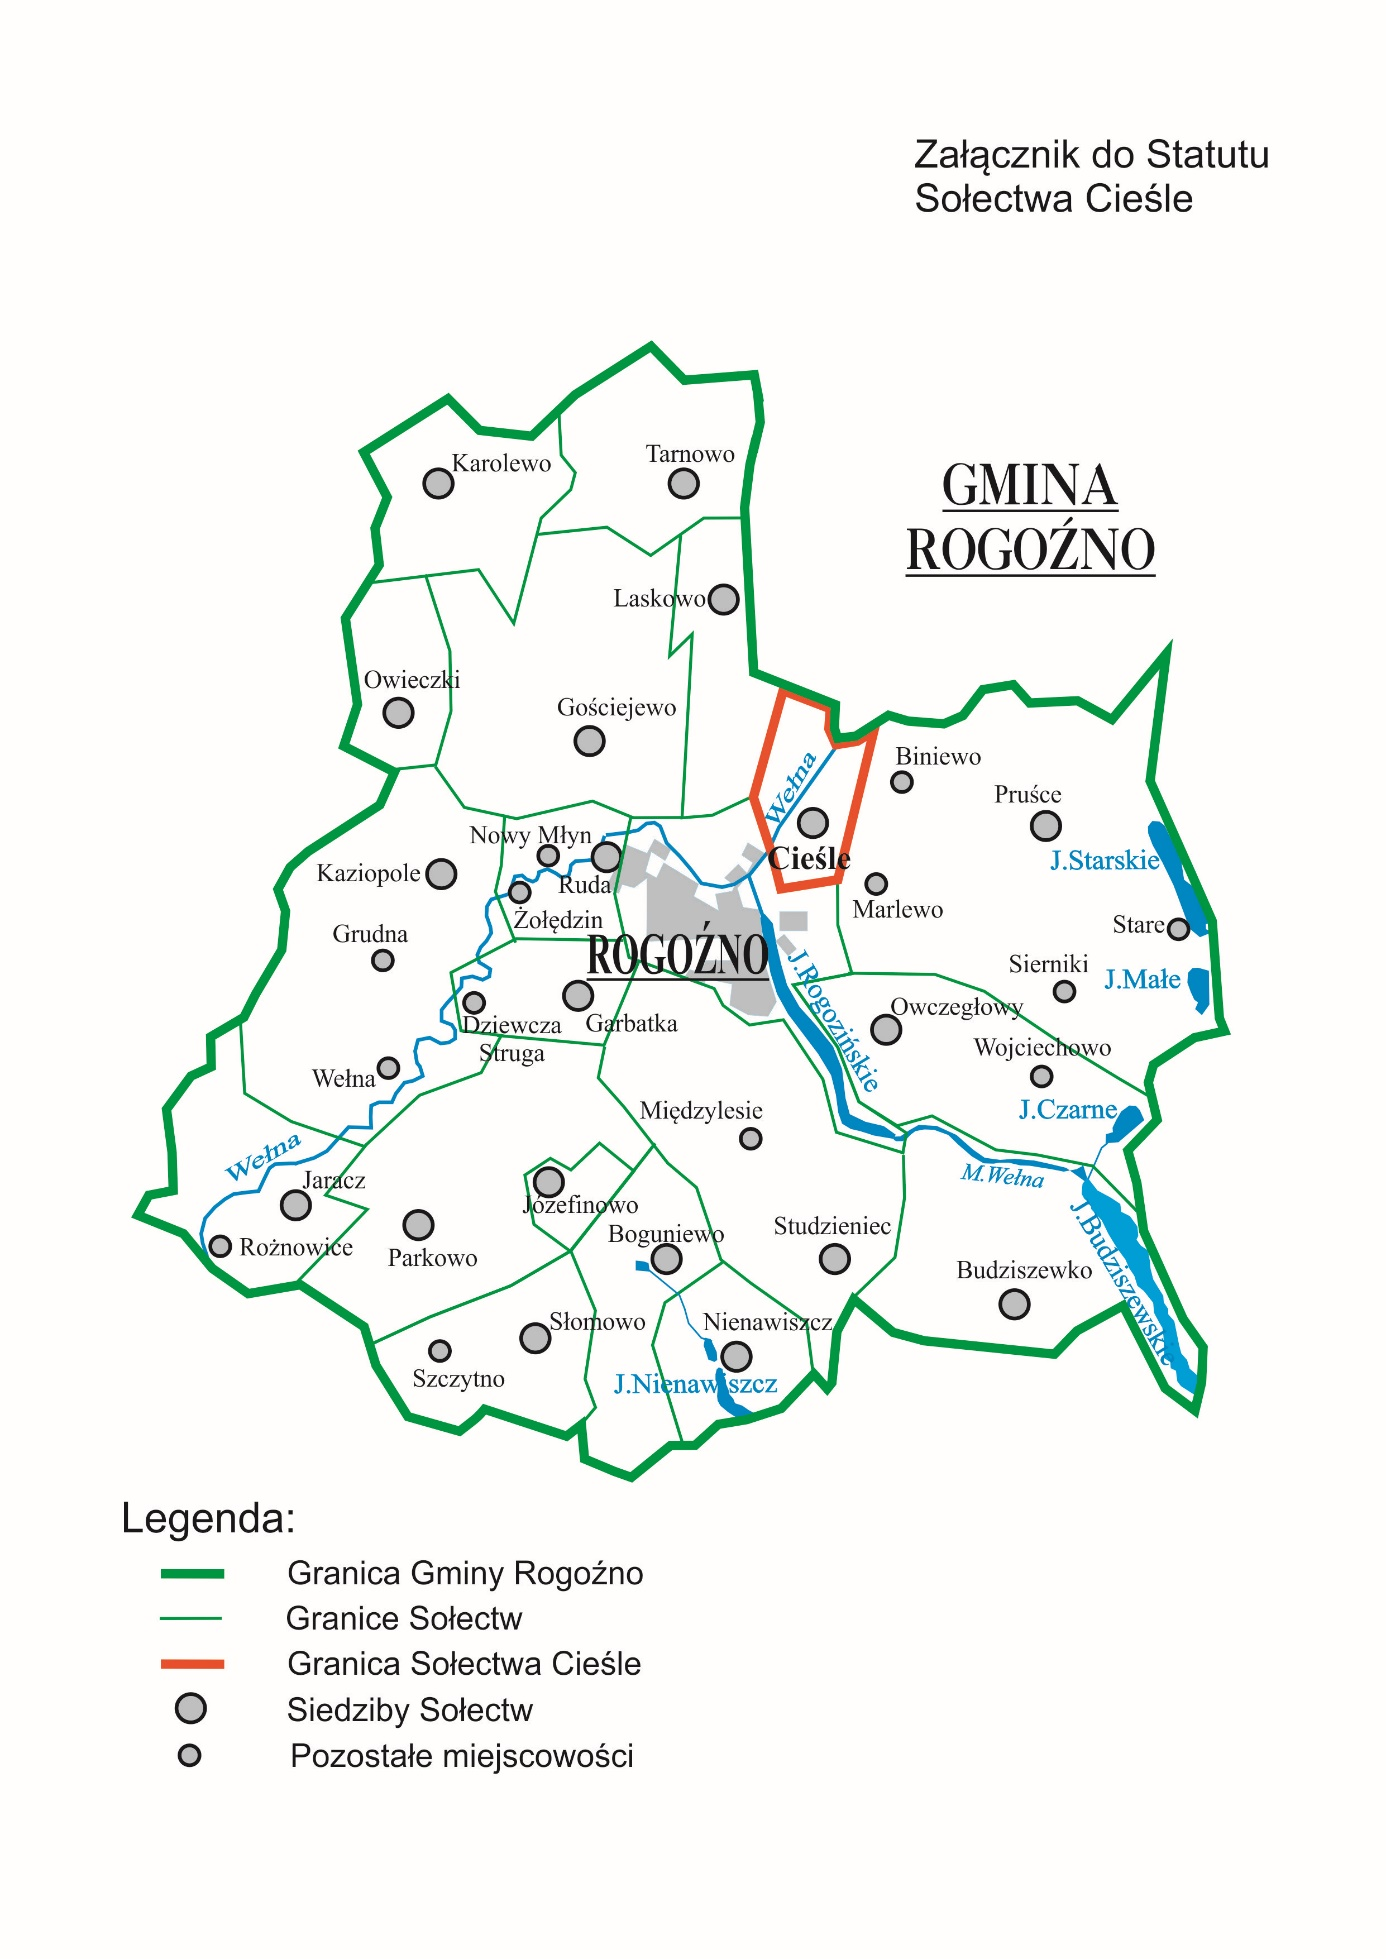 Załącznik do Statutu
Sołectwa Cieśle
GMINA
ROGOŹNO
Karolewo
Tarnowo
Laskowo
Owieczki
Gościejewo
Wełna
Biniewo
Pruśce
Nowy Młyn
Cieśle
J.Starskie
Kaziopole
Ruda
Marlewo
Żołędzin
Stare
Grudna
ROGOŹNO
J.Rogozińskie
Sierniki
J.Małe
Owczegłowy
Dziewcza
Struga
Garbatka
Wojciechowo
Wełna
Międzylesie
J.Czarne
Wełna
M.Wełna
Jaracz
Józefinowo
J.Budziszewskie
Rożnowice
Parkowo
Boguniewo
Studzieniec
Budziszewko
Słomowo
Nienawiszcz
Szczytno
J.Nienawiszcz
Legenda:
Granica Gminy Rogoźno
Granice Sołectw
Granica Sołectwa Cieśle
Siedziby Sołectw
Pozostałe miejscowości